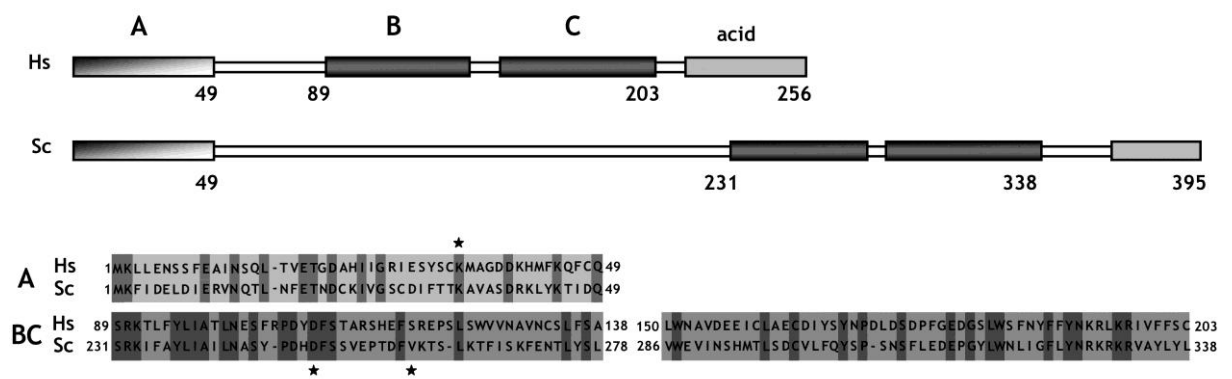 A B C acid
Hs
49 89 203 256
Sc
49 231 338 395
★
A Hs 1 MKLLENSSFEAINSQL-TVETGDAHIIGRIESYSCKMAGDDKHMFKQFCQ 49
Sc 1 MKFIDELDIERVNQTL-NFETNDCKIVGSCDIFTTKAVASDRKLYKTIDQ 49
BC Hs 89 SRKTLFYLIATLNESFRPDYDFSTARSHEFSREPSLSWVVNAVNCSLFSA 138 150 LWNAVDEEICLAECDIYSYNPDLDSDPFGEDGSLWSFNYFFYNKRLKRIVFFSC 203
Sc 231 SRKIFAYLIAILNASY-PDHDFSSVEPTDFVKTS-LKTFISKFENTLYSL 278 286 VWEVINSHMTLSDCVLFQYSP-SNSFLEDEPGYLWNLIGFLYNRKRKRVAYLYL 338
★ ★